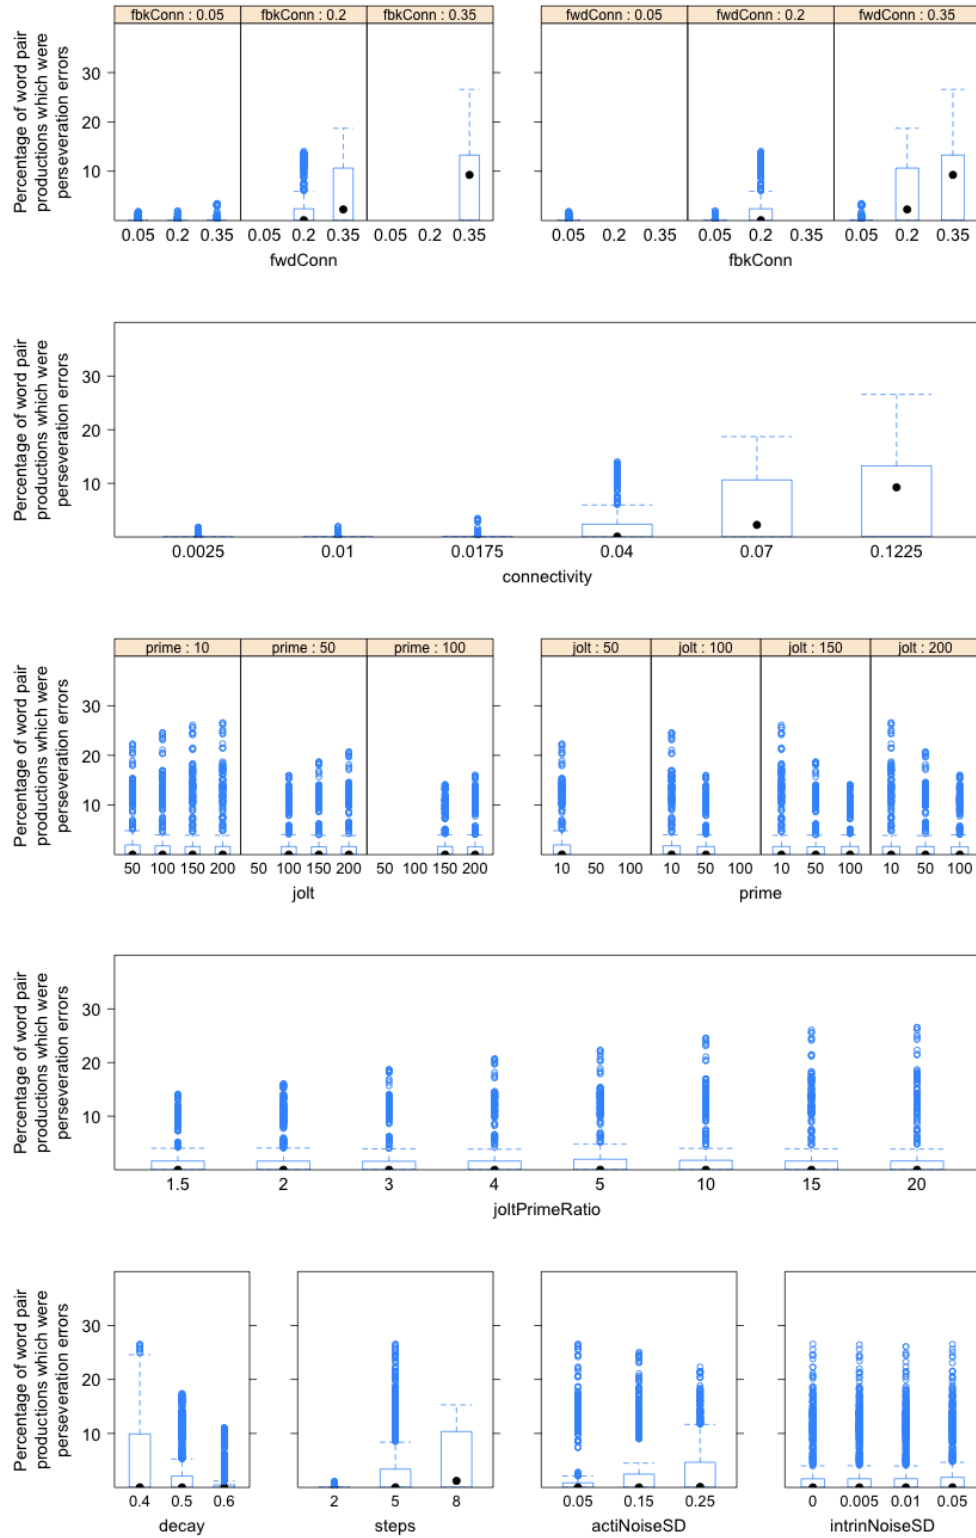 fbkConn : 0.05 fbkConn : 0.2 fbkConn : 0.35 fwdConn : 0.05 fwdConn : 0.2 fwdConn : 0.35
Percentage of word pair
productions which were
perseveration errors
30
20
10
0.05 0.2 0.35 0.05 0.2 0.35 0.05 0.2 0.35 0.05 0.2 0.35 0.05 0.2 0.35 0.05 0.2 0.35
fwdConn fbkConn
Percentage of word pair
productions which were
perseveration errors
30
20
10
0.0025 0.01 0.0175 0.04 0.07 0.1225
connectivity
prime : 10 prime : 50 prime : 100 jolt : 50 jolt : 100 jolt : 150 jolt : 200
Percentage of word pair
productions which were
perseveration errors
30
20
10
50 100 150 200 50 100 150 200 50 100 150 200 10 50 100 10 50 100 10 50 100 10 50 100
jolt prime
Percentage of word pair
productions which were
perseveration errors
30
20
10
1.5 2 3 4 5 10 15 20
joltPrimeRatio
Percentage of word pair
productions which were
perseveration errors
30
20
10
0.4 0.5 0.6 2 5 8 0.05 0.15 0.25 0 0.005 0.01 0.05
decay steps actiNoiseSD intrinNoiseSD